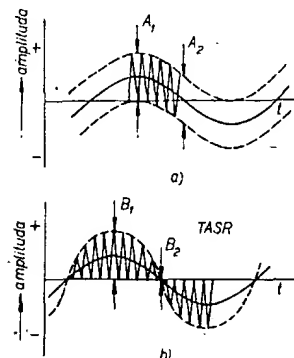 amplituda
+
−
A₁
A₂
t
a)
amplituda
+
−
B₁
B₂
TASR
t
b)